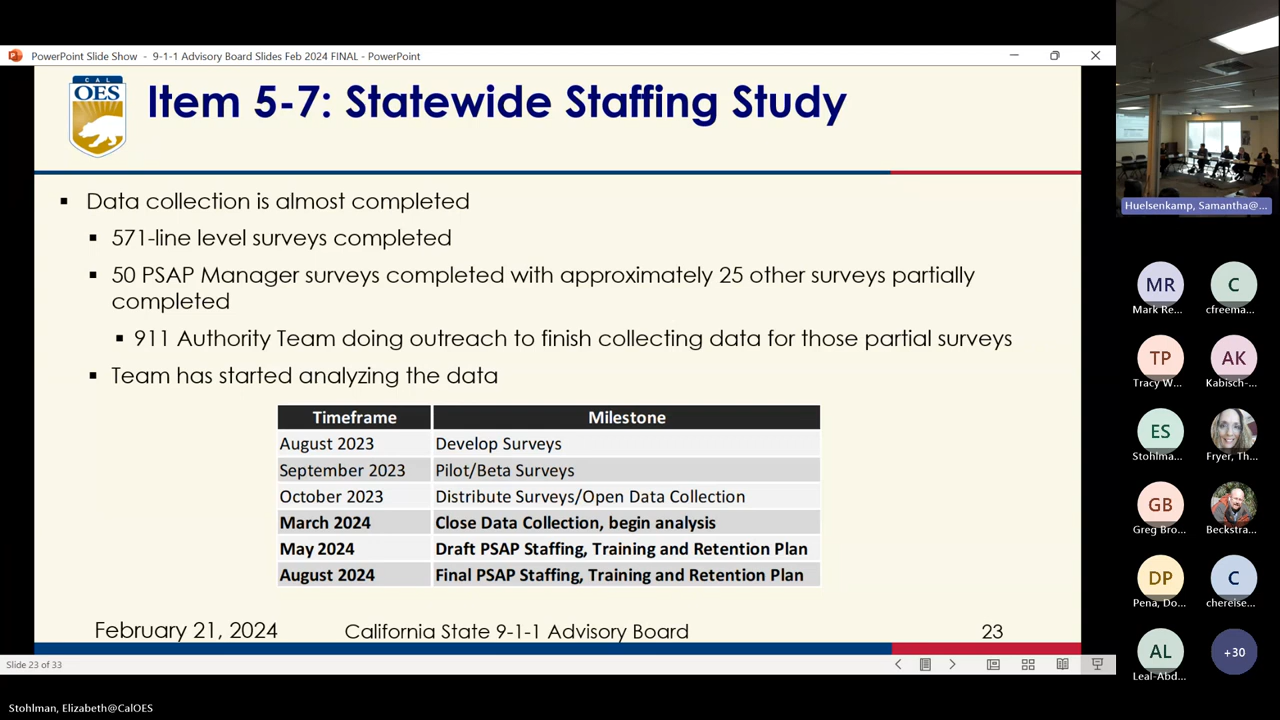 PowerPoint Slide Show - 9-1-1 Advisory Board Slides Feb 2024 FINAL - PowerPoint
CAL
OES
Item 5-7: Statewide Staffing Study
▪ Data collection is almost completed
▪ 571-line level surveys completed
▪ 50 PSAP Manager surveys completed with approximately 25 other surveys partially
completed
▪ 911 Authority Team doing outreach to finish collecting data for those partial surveys
▪ Team has started analyzing the data
Timeframe Milestone
August 2023 Develop Surveys
September 2023 Pilot/Beta Surveys
October 2023 Distribute Surveys/Open Data Collection
March 2024 Close Data Collection, begin analysis
May 2024 Draft PSAP Staffing, Training and Retention Plan
August 2024 Final PSAP Staffing, Training and Retention Plan
February 21, 2024 California State 9-1-1 Advisory Board 23
Slide 23 of 33
Stohlman, Elizabeth@CalOES
Huelsenkamp, Samantha@...
MR C
Mark Re... cfreema...
TP AK
Tracy W... Kabisch-...
ES
Stohlma... Fryer, Th...
GB
Greg Bro... Beckstra...
DP C
Pena, Do... chereise...
AL +30
Leal-Abd...